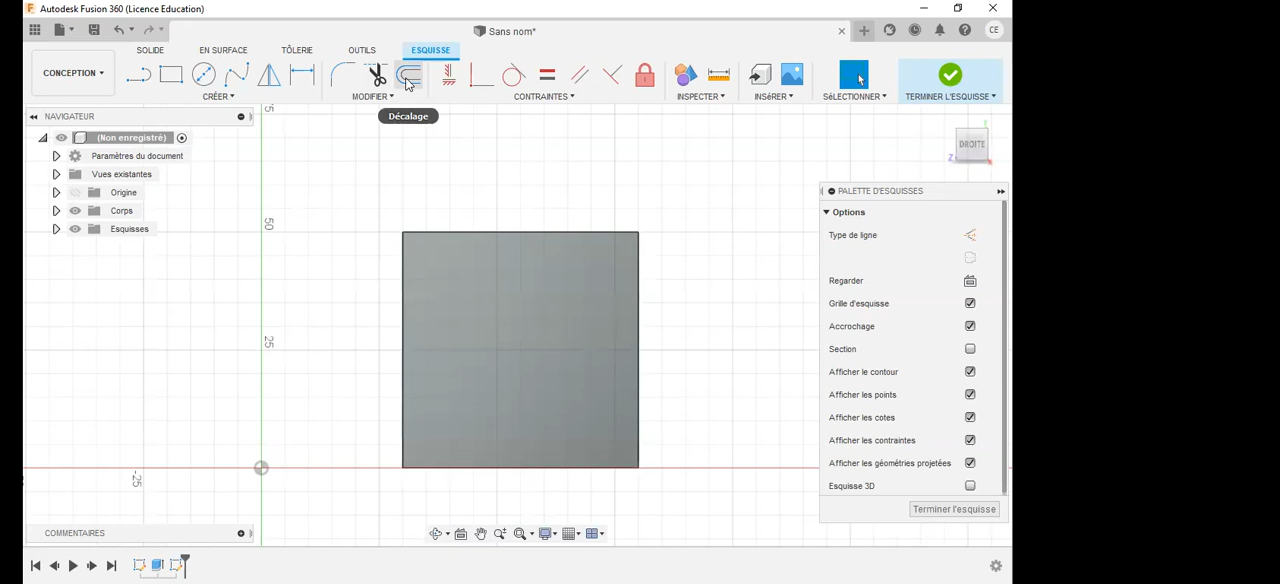 Autodesk Fusion 360 (Licence Education)
Sans nom*
CE
SOLIDE
EN SURFACE
TÔLERIE
OUTILS
ESQUISSE
CONCEPTION
CRÉER
MODIFIER
CONTRAINTES
INSPECTER
INSÉRER
SÉLECTIONNER
TERMINER L'ESQUISSE
Décalage
NAVIGATEUR
(Non enregistré)
Paramètres du document
Vues existantes
Origine
Corps
Esquisses
50
25
-25
DROITE
Z
PALETTE D'ESQUISSES
Options
Type de ligne
Regarder
Grille d'esquisse
Accrochage
Section
Afficher le contour
Afficher les points
Afficher les cotes
Afficher les contraintes
Afficher les géométries projetées
Esquisse 3D
Terminer l'esquisse
COMMENTAIRES